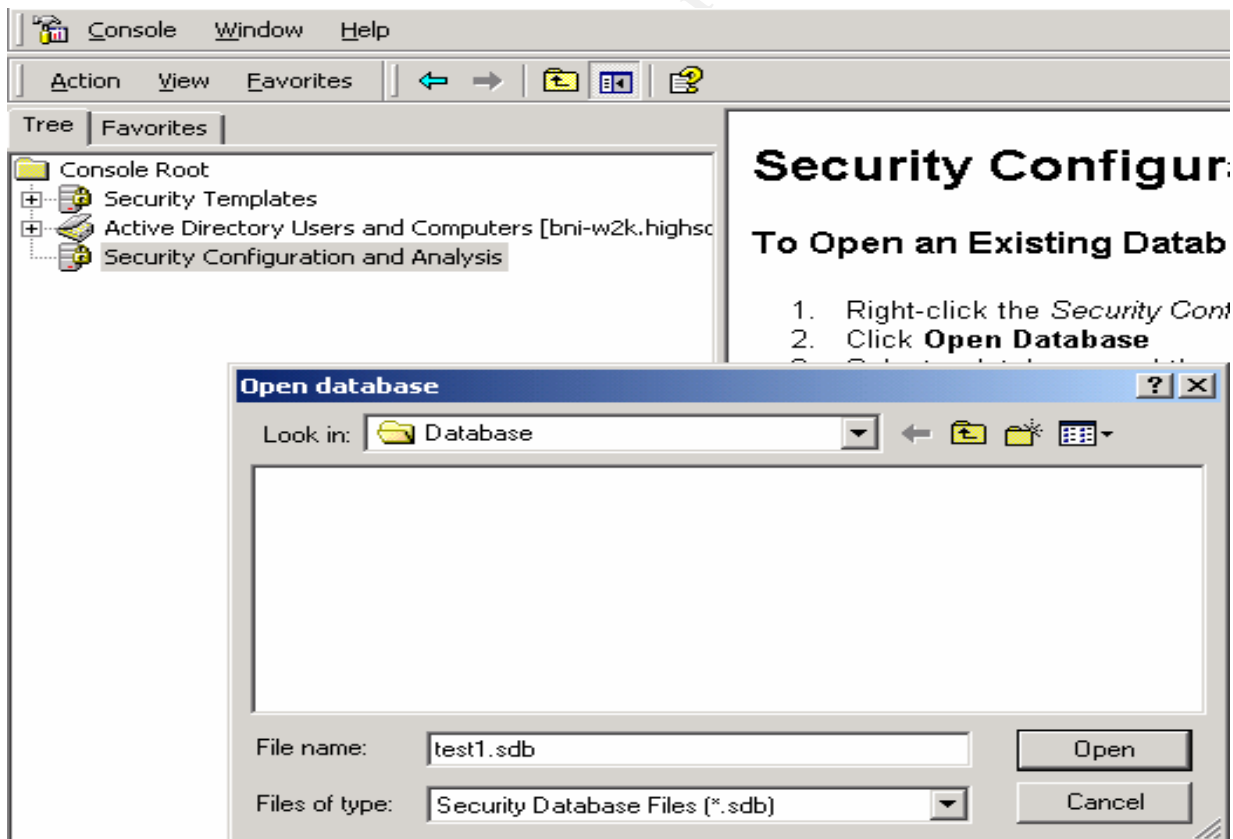 Console Window Help
Action View Favorites
Tree Favorites
Console Root
Security Templates
Active Directory Users and Computers [bni-w2k.highsc
Security Configuration and Analysis
Security Configur
To Open an Existing Datab
1. Right-click the Security Con
2. Click Open Database
Open database
Look in: Database
File name: test1.sdb
Open
Files of type: Security Database Files (*.sdb)
Cancel